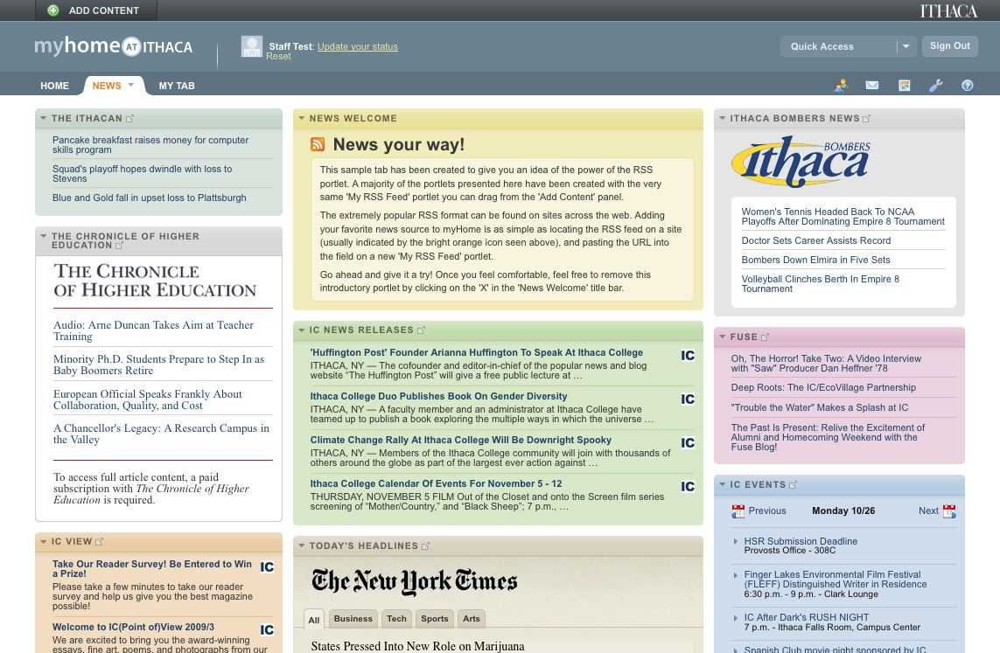 ADD CONTENT
ITHACA
myhome AT ITHACA
Staff Test: Update your status
Reset
Quick Access
Sign Out
HOME
NEWS
MY TAB
THE ITHACAN
Pancake breakfast raises money for computer
skills program
Squad's playoff hopes dwindle with loss to
Stevens
Blue and Gold fall in upset loss to Plattsburgh
THE CHRONICLE OF HIGHER
EDUCATION
THE CHRONICLE
OF HIGHER EDUCATION
Audio: Arne Duncan Takes Aim at Teacher
Training
Minority Ph.D. Students Prepare to Step In as
Baby Boomers Retire
European Official Speaks Frankly About
Collaboration, Quality, and Cost
A Chancellor's Legacy: A Research Campus in
the Valley
To access full article content, a paid
subscription with The Chronicle of Higher
Education is required.
IC VIEW
Take Our Reader Survey! Be Entered to Win
a Prize!
IC
Please take a few minutes to take our reader
survey and help us give you the best magazine
possible!
Welcome to IC(Point of)View 2009/3
IC
We are excited to bring you the award-winning
essays, fine art, poems, and photographs from our
NEWS WELCOME
News your way!
This sample tab has been created to give you an idea of the power of the RSS
portlet. A majority of the portlets presented here have been created with the very
same 'My RSS Feed' portlet you can drag from the 'Add Content' panel.
The extremely popular RSS format can be found on sites across the web. Adding
your favorite news source to myHome is as simple as locating the RSS feed on a site
(usually indicated by the bright orange icon seen above), and pasting the URL into
the field on a new 'My RSS Feed' portlet.
Go ahead and give it a try! Once you feel comfortable, feel free to remove this
introductory portlet by clicking on the 'X' in the 'News Welcome' title bar.
IC NEWS RELEASES
'Huffington Post' Founder Arianna Huffington To Speak At Ithaca College
IC
ITHACA, NY — The cofounder and editor-in-chief of the popular news and blog
website “The Huffington Post” will give a free public lecture at ...
Ithaca College Duo Publishes Book On Gender Diversity
IC
ITHACA, NY — A faculty member and an administrator at Ithaca College have
teamed up to publish a book exploring the multiple ways in which the universe ...
Climate Change Rally At Ithaca College Will Be Downright Spooky
IC
ITHACA, NY — Members of the Ithaca College community will join with thousands of
others around the globe as part of the largest ever action against ...
Ithaca College Calendar Of Events For November 5 - 12
IC
THURSDAY, NOVEMBER 5 FILM Out of the Closet and onto the Screen film series
screening of “Mother/Country,” and “Black Sheep”; 7 p.m., ...
TODAY'S HEADLINES
The New York Times
All
Business
Tech
Sports
Arts
States Pressed Into New Role on Marijuana
ITHACA BOMBERS NEWS
BOMBERS
ithaca
Women's Tennis Headed Back To NCAA
Playoffs After Dominating Empire 8 Tournament
Doctor Sets Career Assists Record
Bombers Down Elmira in Five Sets
Volleyball Clinches Berth In Empire 8
Tournament
FUSE
Oh, The Horror! Take Two: A Video Interview
with "Saw" Producer Dan Heffner '78
Deep Roots: The IC/EcoVillage Partnership
"Trouble the Water" Makes a Splash at IC
The Past Is Present: Relive the Excitement of
Alumni and Homecoming Weekend with the
Fuse Blog!
IC EVENTS
Previous
Monday 10/26
Next
HSR Submission Deadline
Provosts Office - 308C
Finger Lakes Environmental Film Festival
(FLEFF) Distinguished Writer in Residence
6:30 p.m. - 9 p.m. - Clark Lounge
IC After Dark's RUSH NIGHT
7 p.m. - Ithaca Falls Room, Campus Center
Spanish Club movie night sponsored by IC